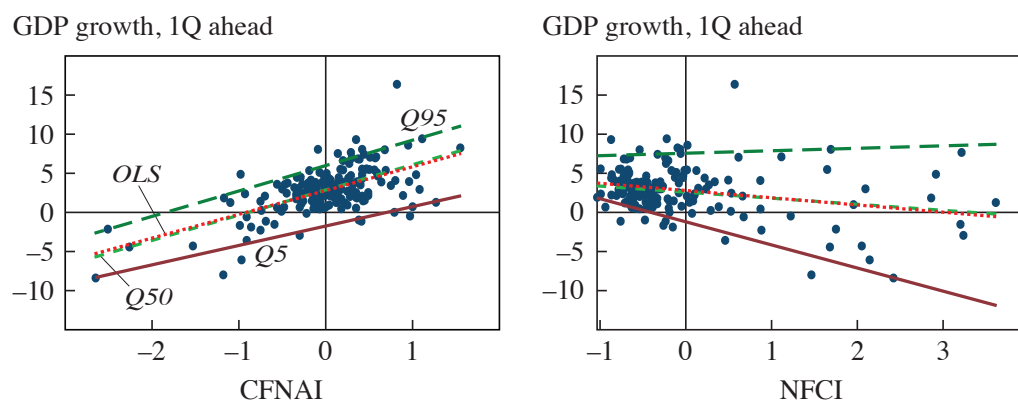 GDP growth, 1Q ahead
15
10
5
0
–5
–10
OLS
Q95
Q50
Q5
–2
–1
0
1
CFNAI
GDP growth, 1Q ahead
15
10
5
0
–5
–10
–1
0
1
2
3
NFCI